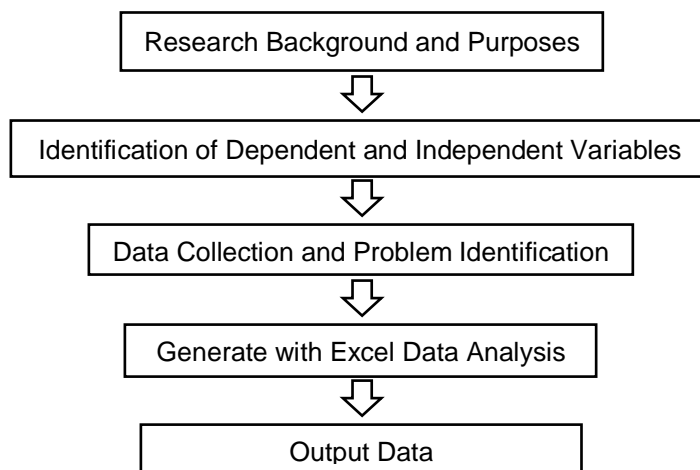 Research Background and Purposes
Identification of Dependent and Independent Variables
Data Collection and Problem Identification
Generate with Excel Data Analysis
Output Data